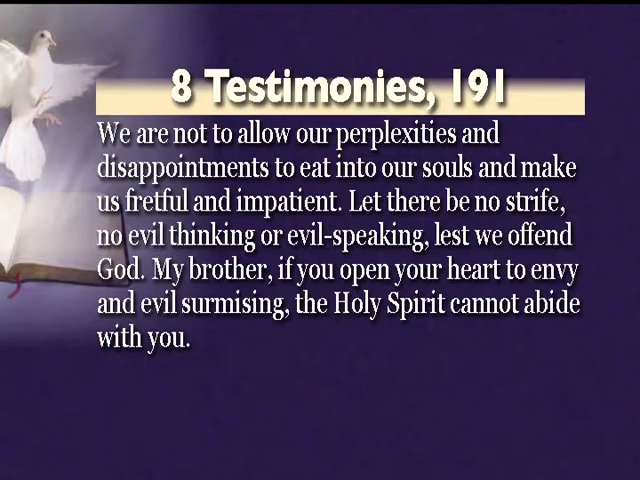 8 Testimonies, 191
We are not to allow our perplexities and
disappointments to eat into our souls and make
us fretful and impatient. Let there be no strife,
no evil thinking or evil-speaking, lest we offend
God. My brother, if you open your heart to envy
and evil surmising, the Holy Spirit cannot abide
with you.